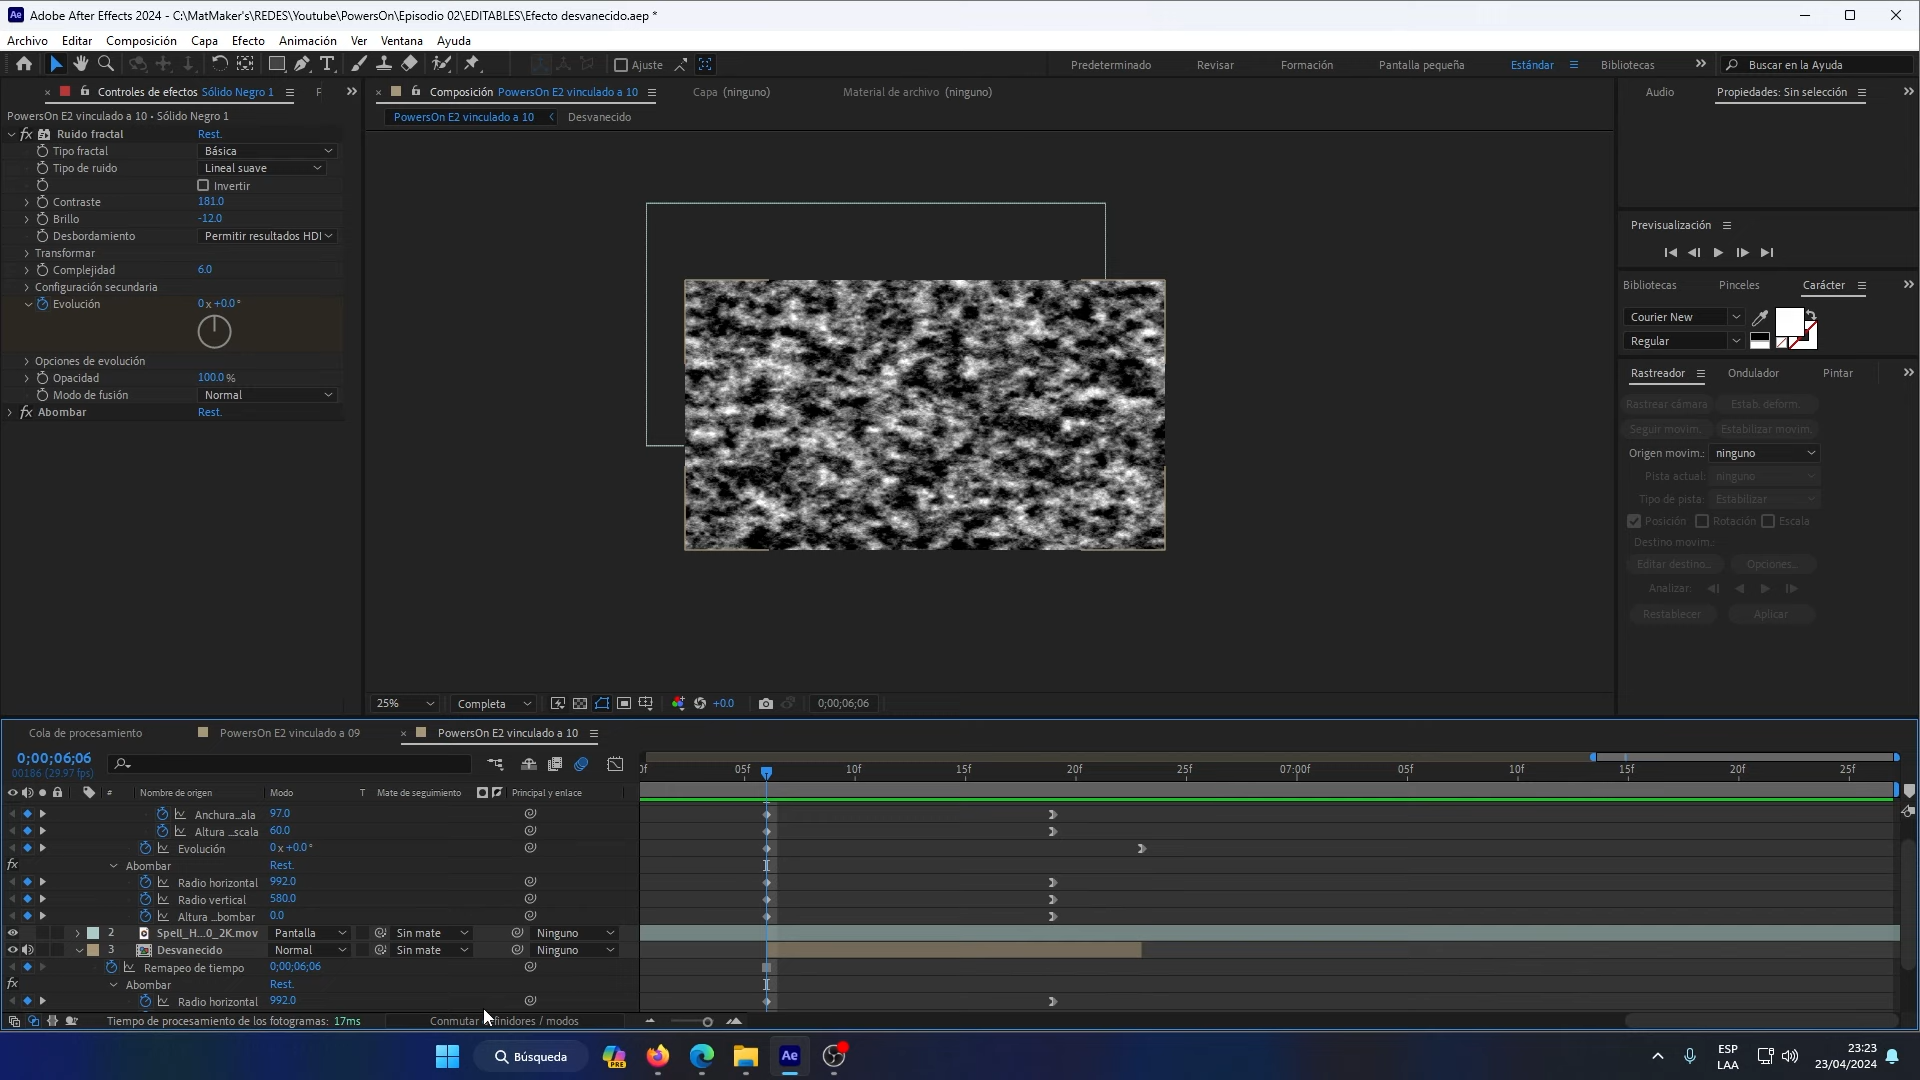 Adobe After Effects 2024 - C:\MatMaker's\REDES\Youtube\PowersOn\Episodio 02\EDITABLES\Efecto desvanecido.aep *
Archivo Editar Composición Capa Efecto Animación Ver Ventana Ayuda
Ajuste Predeterminado Revisar Formación Pantalla pequeña Estándar Bibliotecas Buscar en la Ayuda
Controles de efectos Sólido Negro 1 F
PowersOn E2 vinculado a 10 • Sólido Negro 1
fx Ruido fractal Rest.
Tipo fractal Básica
Tipo de ruido Lineal suave
Invertir
Contraste 181.0
Brillo -12.0
Desbordamiento Permitir resultados HDI
Transformar
Complejidad 6.0
Configuración secundaria
Evolución 0 x +0.0 °
Opciones de evolución
Opacidad 100.0 %
Modo de fusión Normal
fx Abombar Rest.
Composición PowersOn E2 vinculado a 10 Capa (ninguno) Material de archivo (ninguno)
PowersOn E2 vinculado a 10 Desvanecido
25% Completa +0.0 0;00;06;06
Audio Propiedades: Sin selección
Previsualización
Bibliotecas Pinceles Carácter
Courier New
Regular
Rastreador Ondulador Pintar
Rastrear cámara Estab. deform.
Seguir movim. Estabilizar movim.
Origen movim.: ninguno
Pista actual: ninguno
Tipo de pista: Estabilizar
Posición Rotación Escala
Destino movim.:
Editar destino... Opciones...
Analizar:
Restablecer Aplicar
Cola de procesamiento PowersOn E2 vinculado a 09 PowersOn E2 vinculado a 10
0;00;06;06
00186 (29.97 fps)
0f 05f 10f 15f 20f 25f 07:00f 05f 10f 15f 20f 25f
# Nombre de origen Modo T Mate de seguimiento Principal y enlace
Anchura...ala 97.0
Altura ...scala 60.0
Evolución 0 x +0.0 °
fx Abombar Rest.
Radio horizontal 992.0
Radio vertical 580.0
Altura ...bombar 0.0
2 Spell_H...0_2K.mov Pantalla Sin mate Ninguno
3 Desvanecido Normal Sin mate Ninguno
Remapeo de tiempo 0;00;06;06
fx Abombar Rest.
Radio horizontal 992.0
Tiempo de procesamiento de los fotogramas: 17ms
Búsqueda PRE Ae
ESP
LAA
23:23
23/04/2024